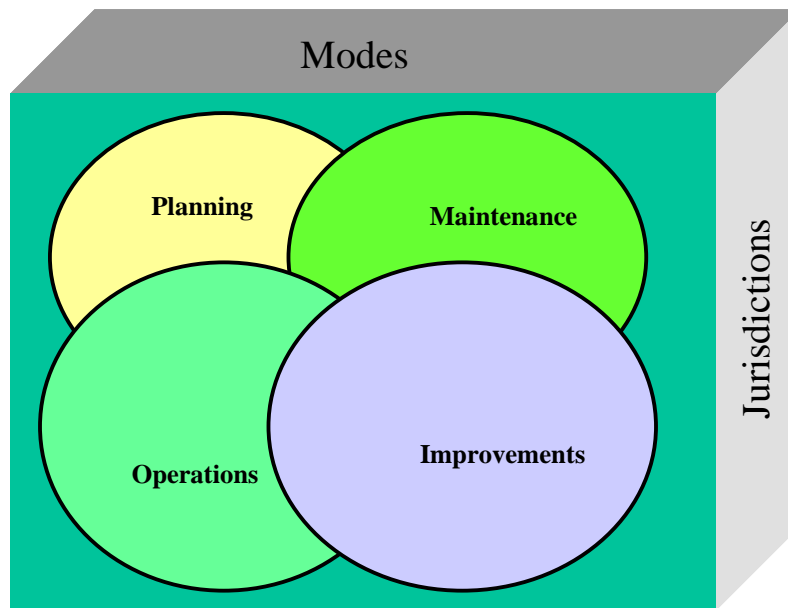 Modes
Planning
Maintenance
Jurisdictions
Operations
Improvements